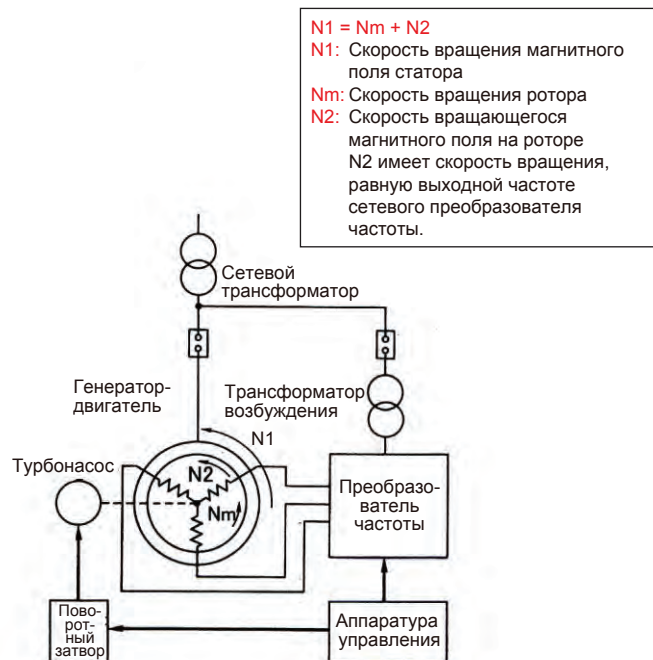 N1 = Nm + N2
N1: Скорость вращения магнитного
поля статора
Nm: Скорость вращения ротора
N2: Скорость вращающегося
магнитного поля на роторе
N2 имеет скорость вращения,
равную выходной частоте
сетевого преобразователя
частоты.
Сетевой
трансформатор
Генератор-
двигатель
Трансформатор
возбуждения
N1
Турбонасос
N2
Nm
Преобразо-
ватель
частоты
Пово-
рот-
ный
затвор
Аппаратура
управления